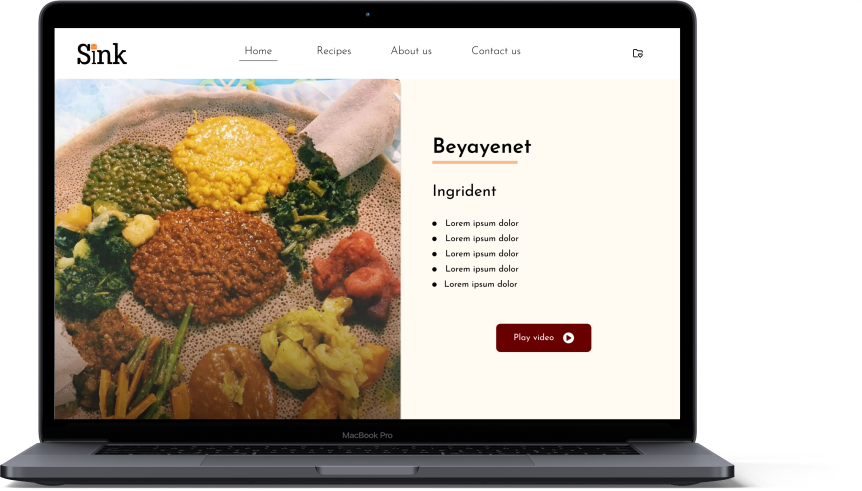 Sink
Home Recipes About us Contact us
Beyayenet
Ingrident
Lorem ipsum dolor
Lorem ipsum dolor
Lorem ipsum dolor
Lorem ipsum dolor
Lorem ipsum dolor
Play video
MacBook Pro